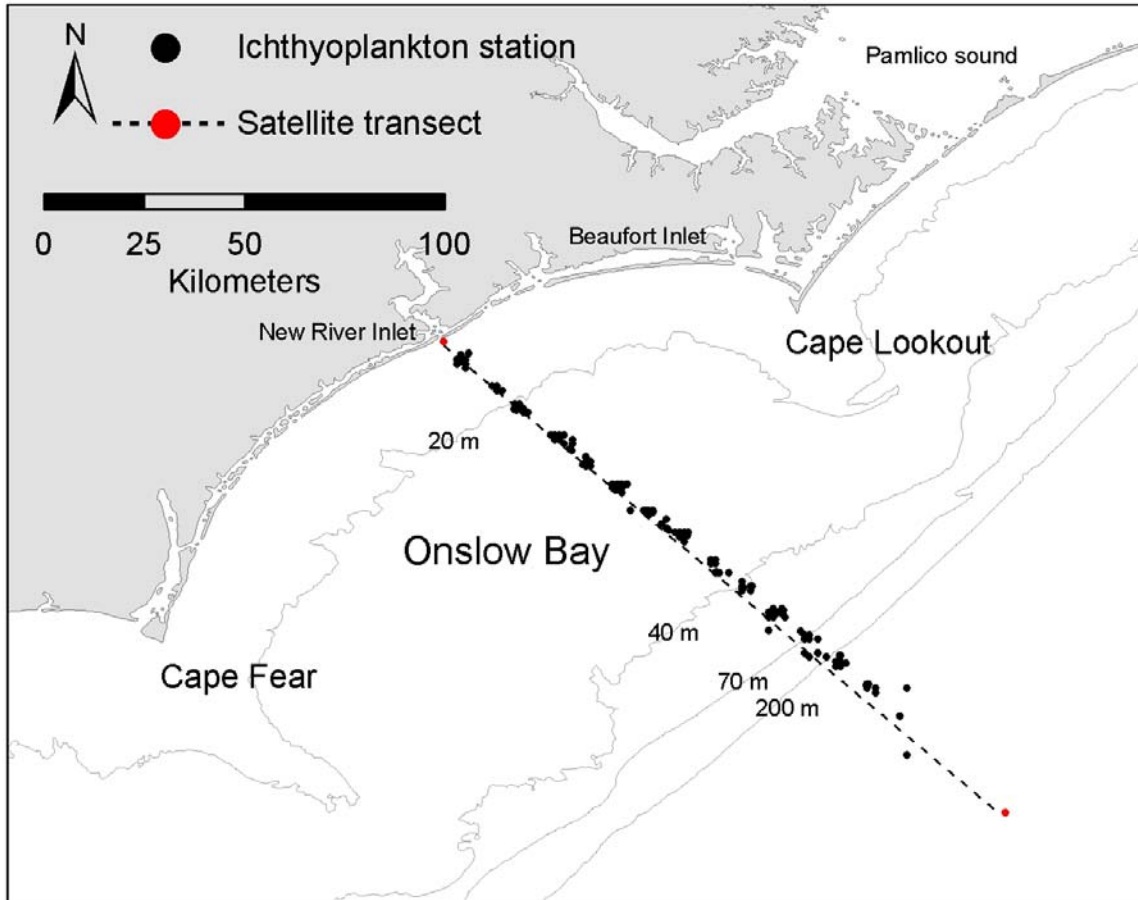 N
Ichthyoplankton station
Satellite transect
Pamlico sound
0 25 50 100
Kilometers
Beaufort Inlet
New River Inlet
Cape Lookout
20 m
Onslow Bay
40 m
Cape Fear
70 m
200 m